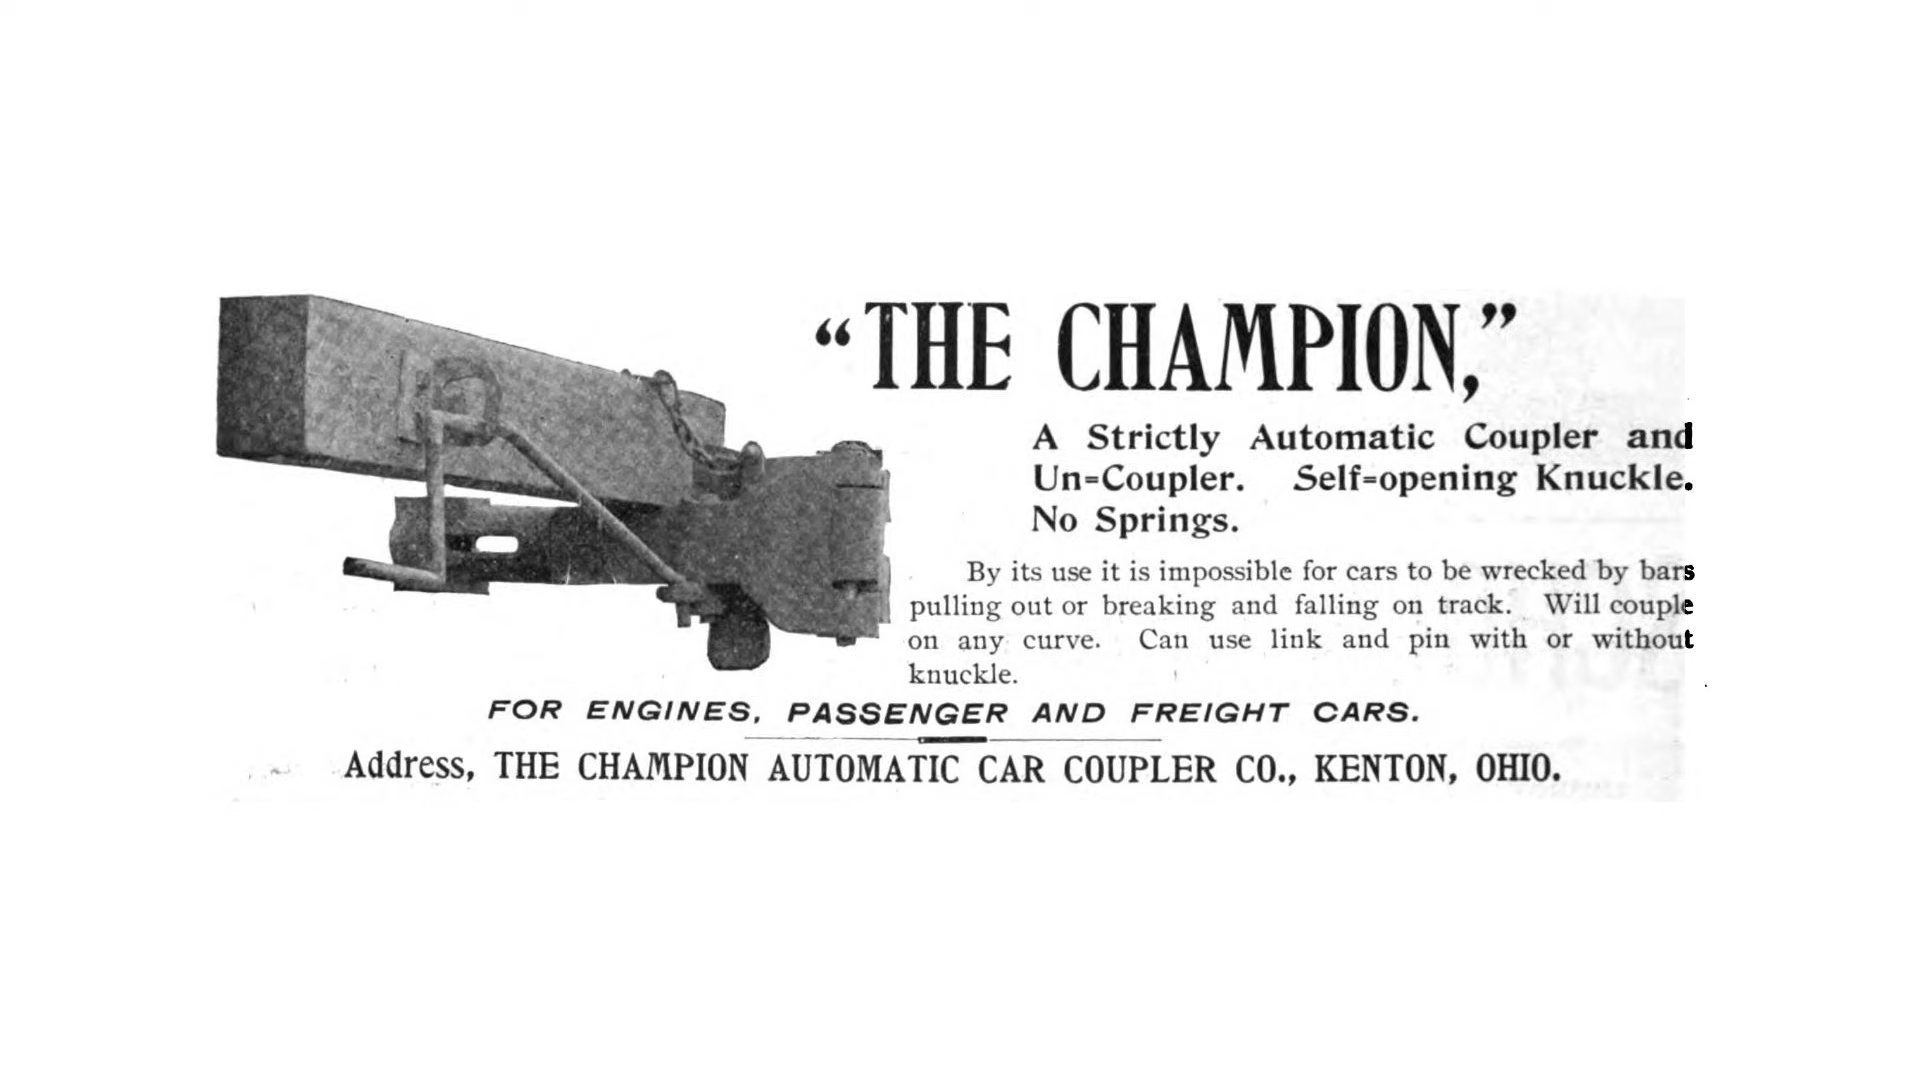 “THE CHAMPION,”
A Strictly Automatic Coupler and
Un=Coupler. Self=opening Knuckle.
No Springs.
By its use it is impossible for cars to be wrecked by bars
pulling out or breaking and falling on track. Will couple
on any curve. Can use link and pin with or without
knuckle.
FOR ENGINES, PASSENGER AND FREIGHT CARS.
Address, THE CHAMPION AUTOMATIC CAR COUPLER CO., KENTON, OHIO.